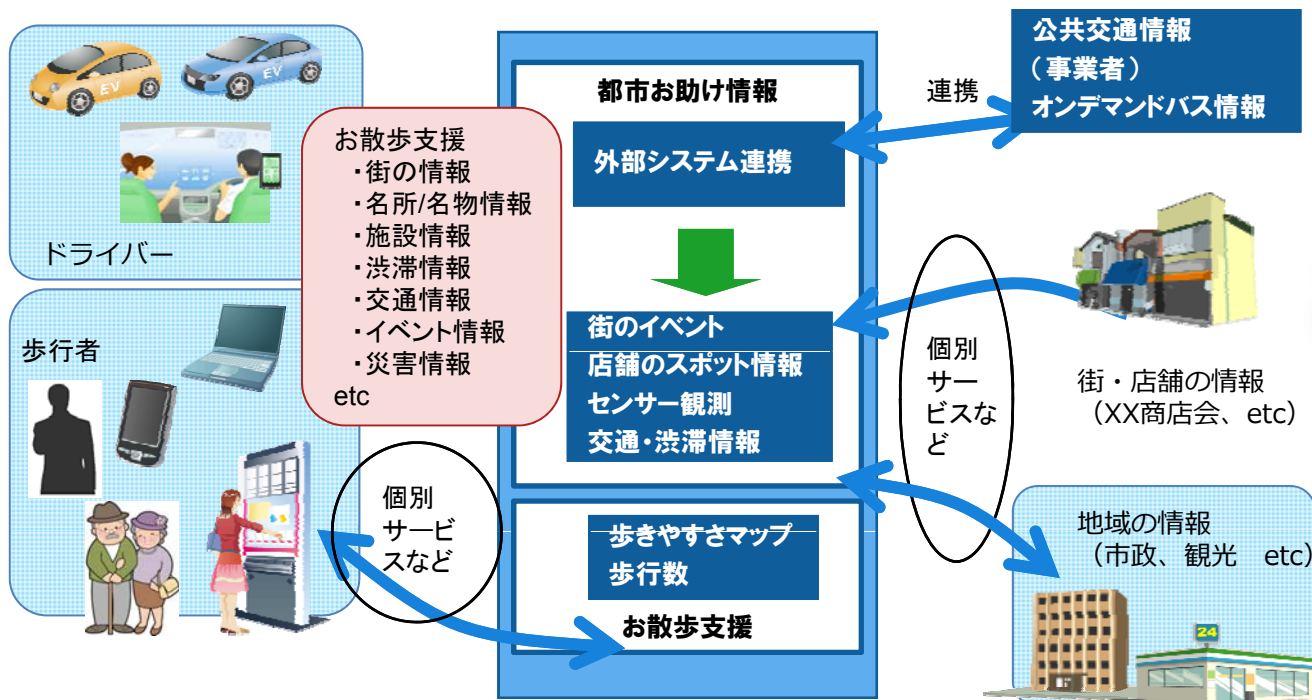 EV
EV
ドライバー
歩行者
お散歩支援
・街の情報
・名所/名物情報
・施設情報
・渋滞情報
・交通情報
・イベント情報
・災害情報
etc
個別
サービ
スなど
都市お助け情報
外部システム連携
街のイベント
店舗のスポット情報
センサー観測
交通・渋滞情報
歩きやすさマップ
歩行数
お散歩支援
連携
公共交通情報
（事業者）
オンデマンドバス情報
個別
サー
ビスな
ど
街・店舗の情報
（XX商店会、etc）
地域の情報
（市政、観光　etc）
24